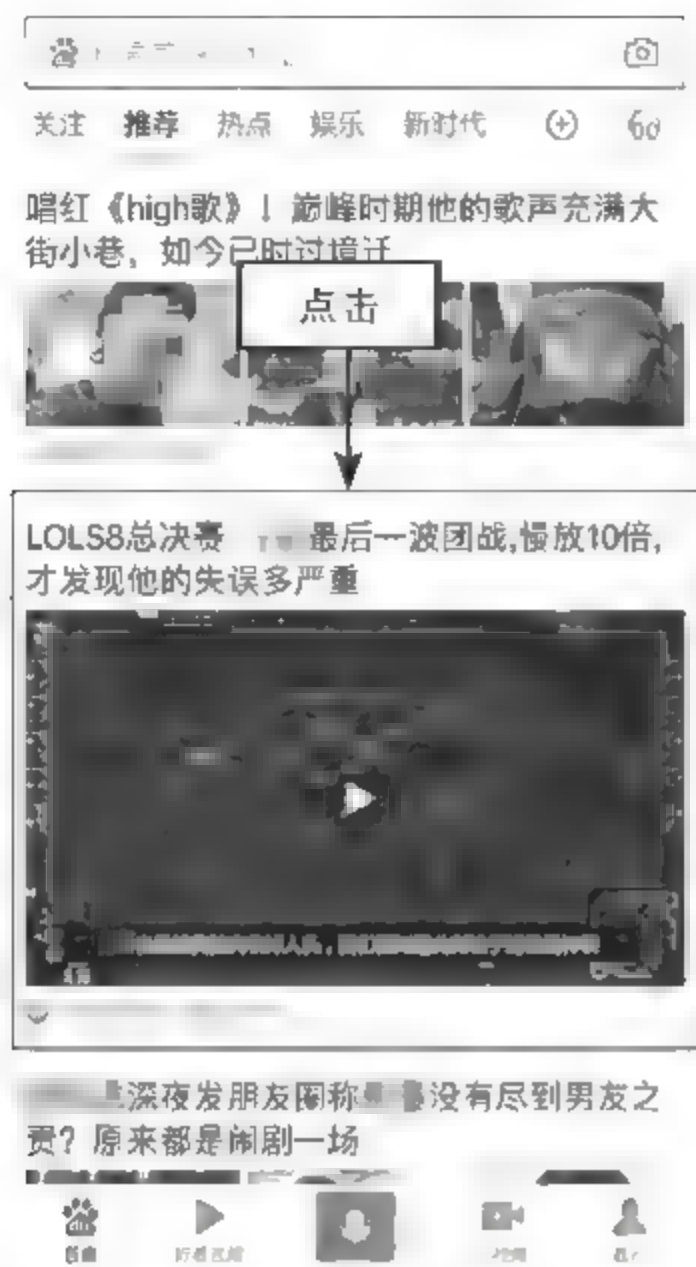 关注 推荐 热点 娱乐 新时代
唱红《high歌》！巅峰时期他的歌声充满大
街小巷，如今已时过境迁
点击
LOLS8总决赛 最后一波团战,慢放10倍,
才发现他的失误多严重
深夜发朋友圈称 没有尽到男友之
责？原来都是闹剧一场